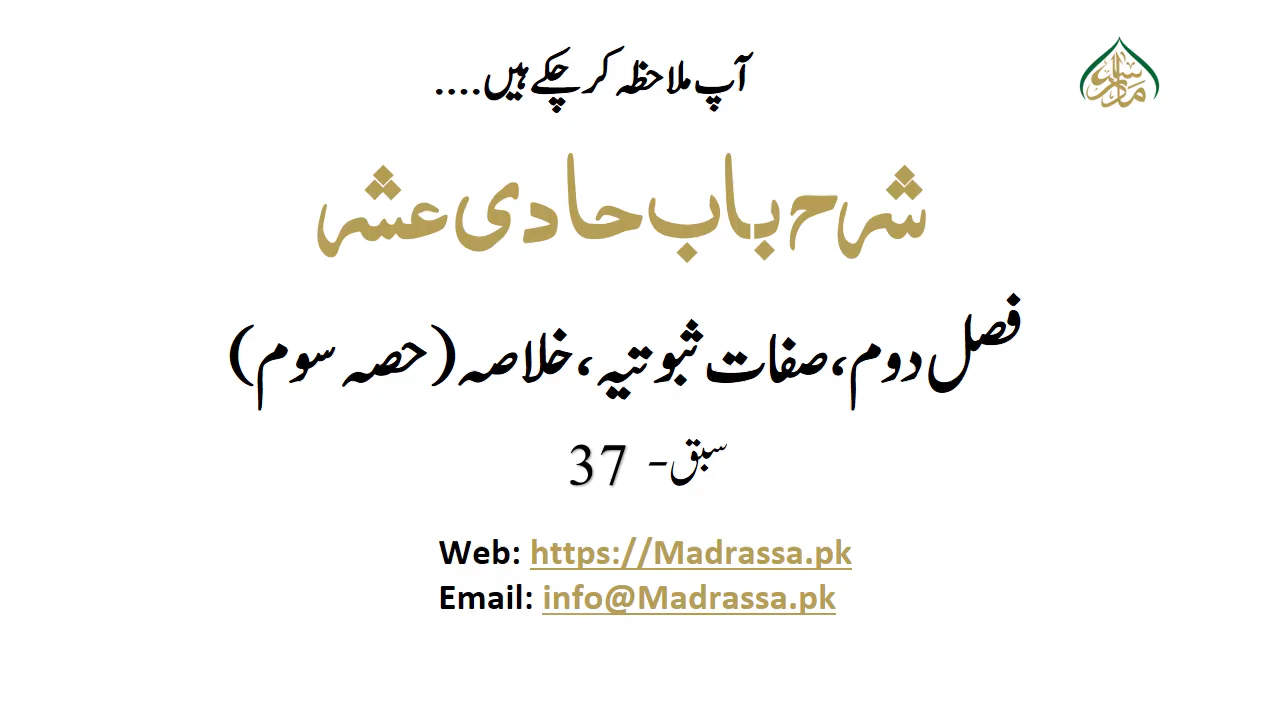 آپ ملاحظہ کر چکے ہیں....
شرح باب حادی عشر
فصل دوم، صفات ثبوتیہ، خلاصہ (حصہ سوم)
سبق- 37
Web: https://Madrassa.pk
Email: info@Madrassa.pk